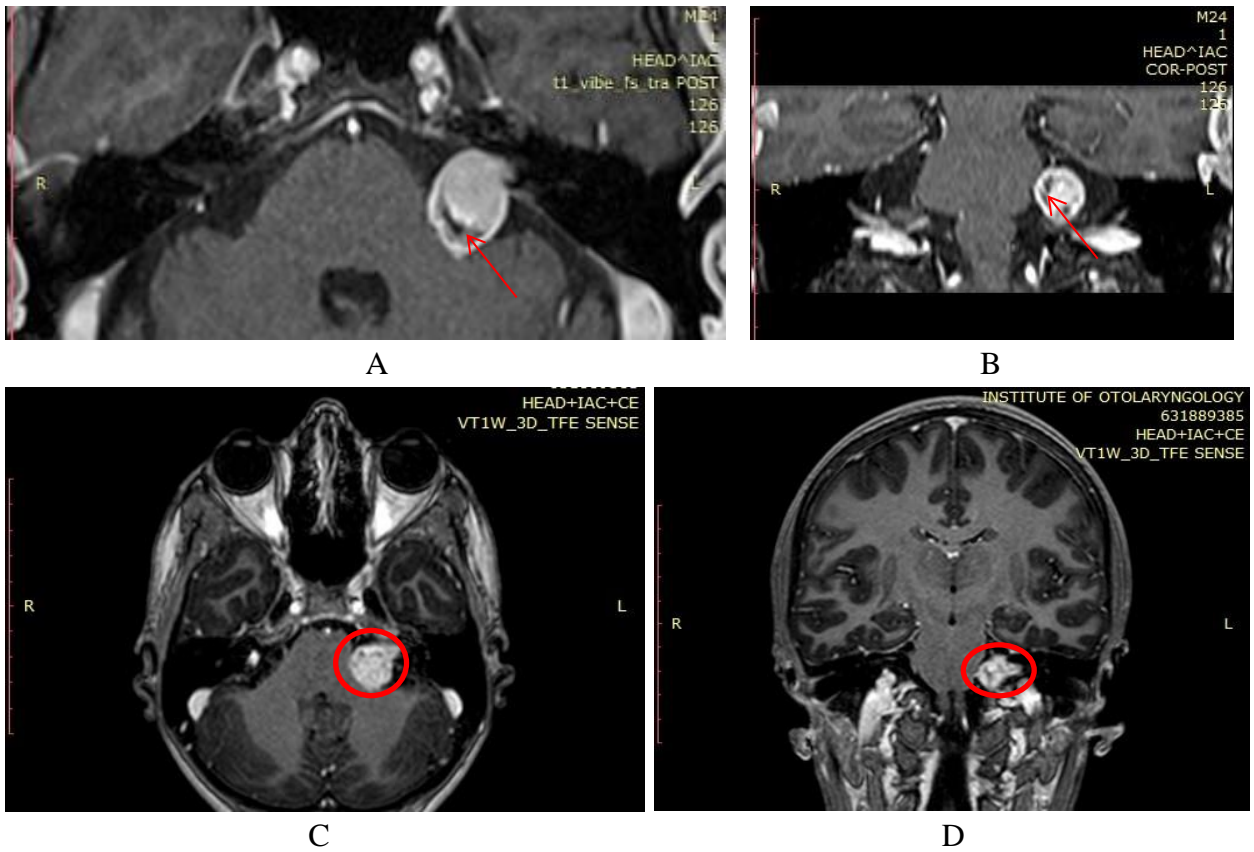 M24
1
HEAD^IAC
t1_vibe_fs_tra POST
126
126
R
L
A
M24
1
HEAD^IAC
COR-POST
126
126
R
L
B
HEAD+IAC+CE
VT1W_3D_TFE SENSE
R
L
C
INSTITUTE OF OTOLARYNGOLOGY
631889385
HEAD+IAC+CE
VT1W_3D_TFE SENSE
R
L
D